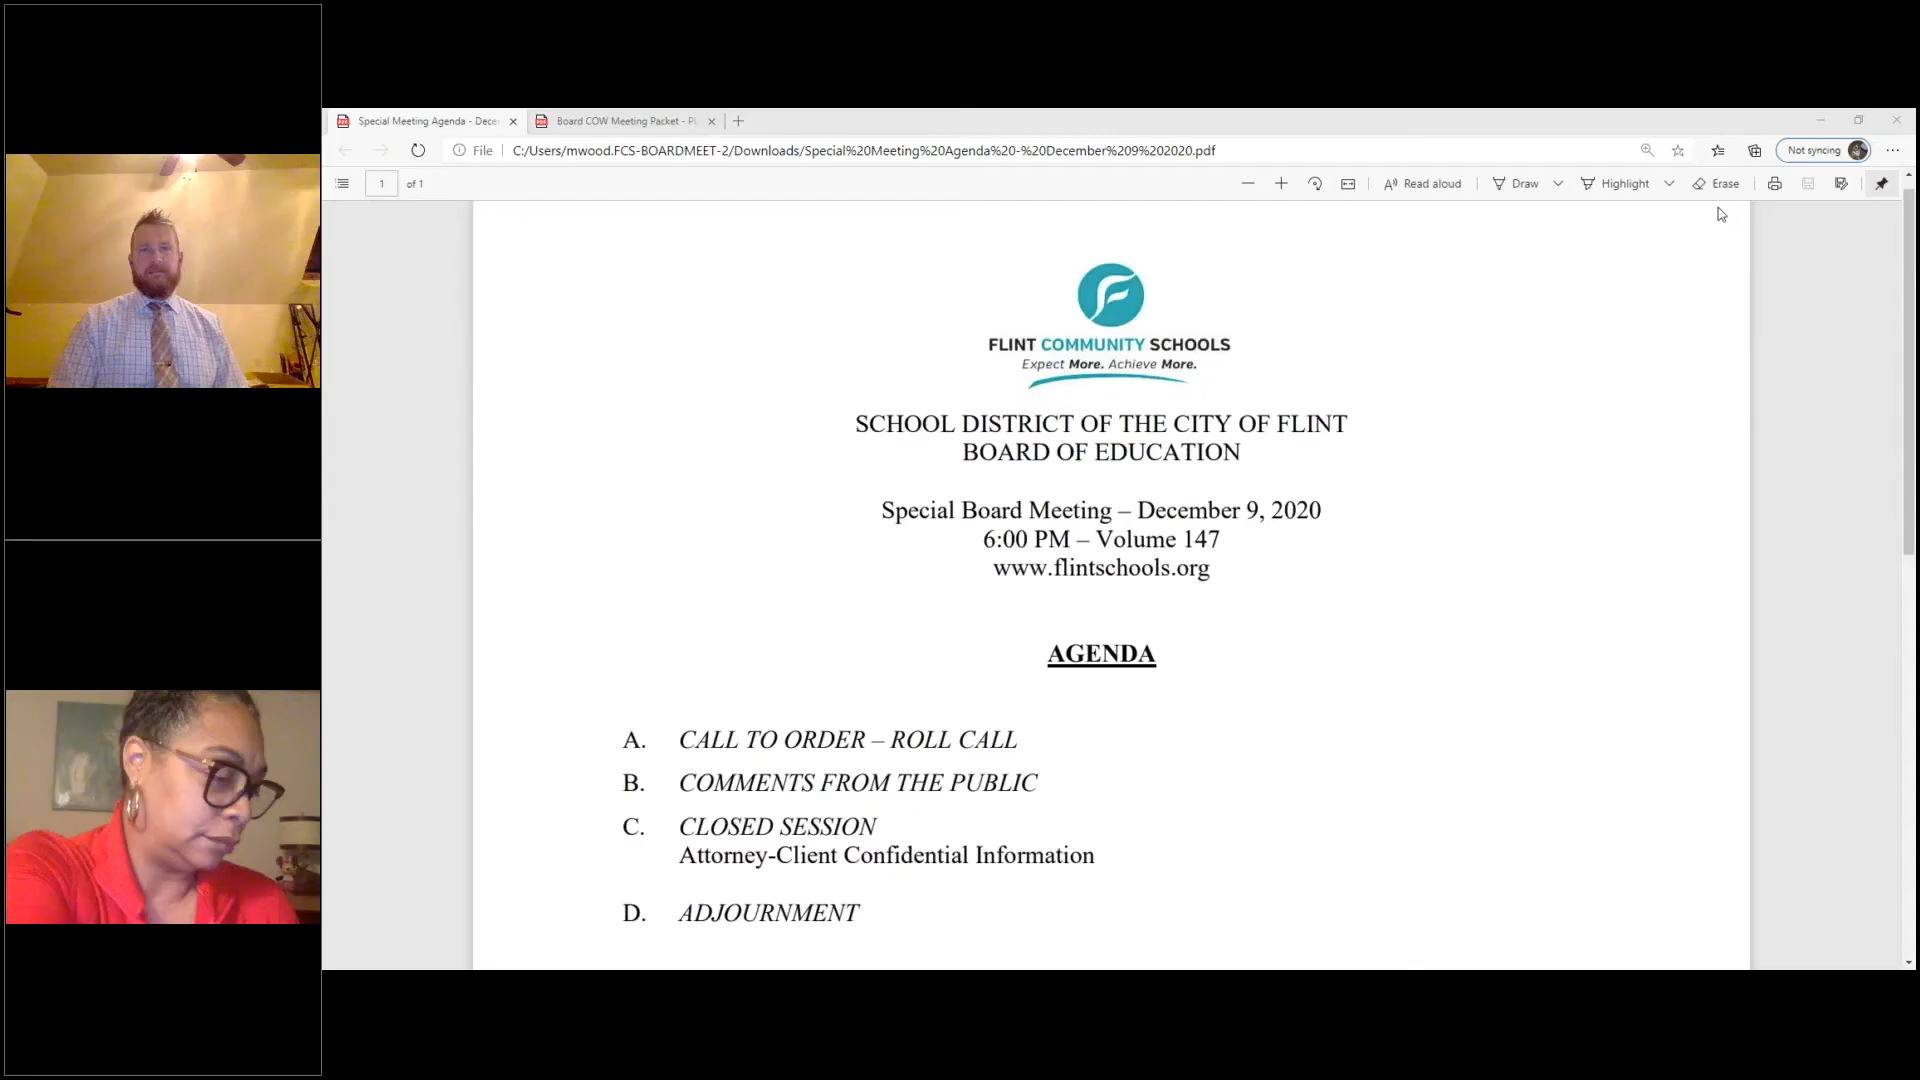 Special Meeting Agenda - Dece
Board COW Meeting Packet - Pu
File
C:/Users/mwood.FCS-BOARDMEET-2/Downloads/Special%20Meeting%20Agenda%20-%20December%209%202020.pdf
Not syncing
1 of 1
Read aloud
Draw
Highlight
Erase
FLINT COMMUNITY SCHOOLS
Expect More. Achieve More.
SCHOOL DISTRICT OF THE CITY OF FLINT
BOARD OF EDUCATION
Special Board Meeting – December 9, 2020
6:00 PM – Volume 147
www.flintschools.org
AGENDA
A. CALL TO ORDER – ROLL CALL
B. COMMENTS FROM THE PUBLIC
C. CLOSED SESSION
Attorney-Client Confidential Information
D. ADJOURNMENT